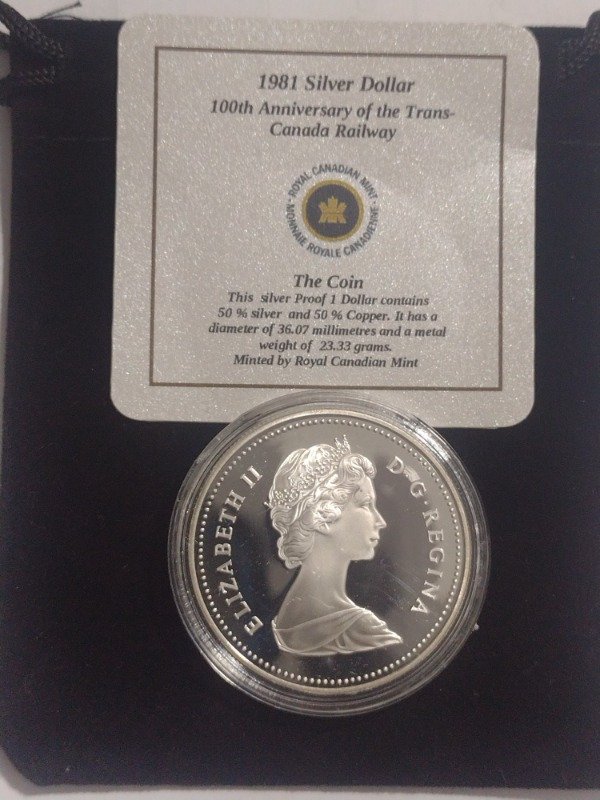 1981 Silver Dollar
100th Anniversary of the Trans-
Canada Railway
ROYAL CANADIAN MINT
MONNAIE ROYALE CANADIENNE
The Coin
This silver Proof 1 Dollar contains
50 % silver and 50 % Copper. It has a
diameter of 36.07 millimetres and a metal
weight of 23.33 grams.
Minted by Royal Canadian Mint
ELIZABETH II
D·G·REGINA